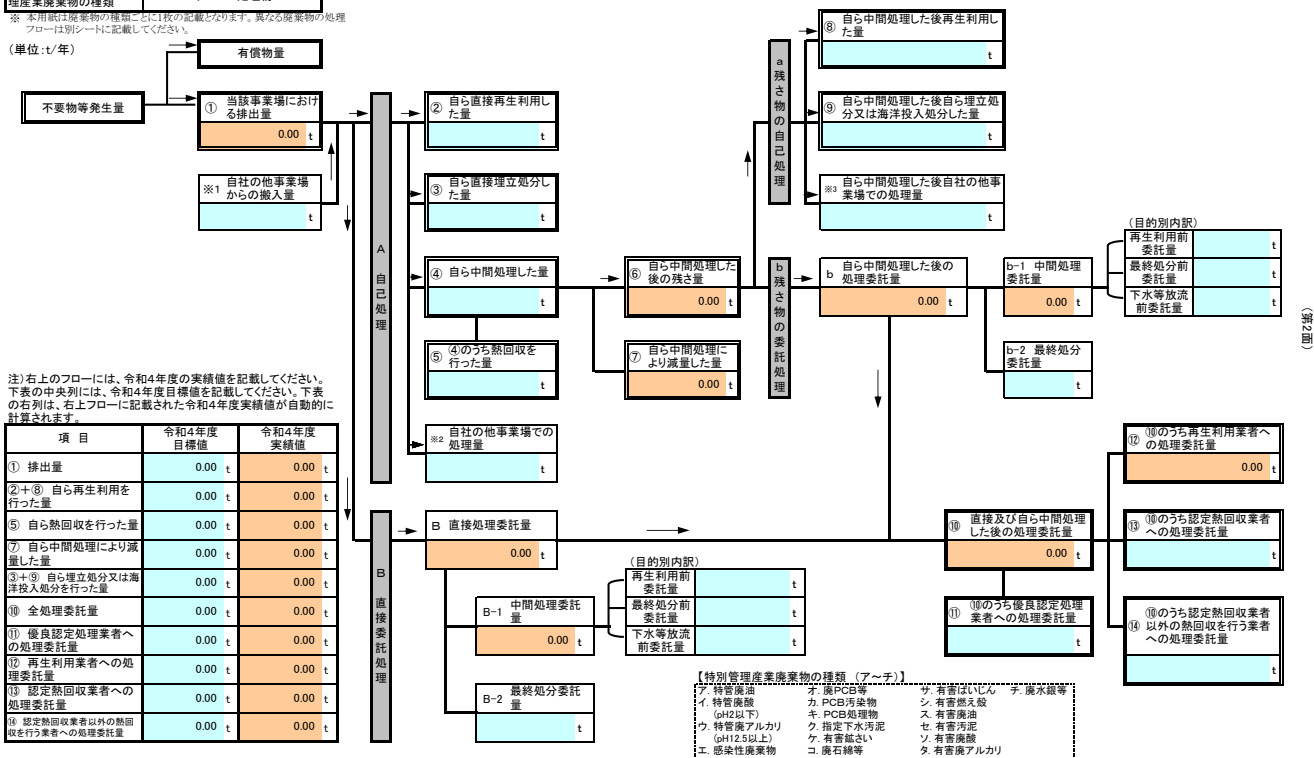 理産業廃棄物の種類
※ 本用紙は廃棄物の種類ごとに1枚の記載となります。異なる廃棄物の処理
フローは別シートに記載してください。
(単位:t/年)
有償物量
不要物等発生量
① 当該事業場におけ
る排出量
0.00 t
※1 自社の他事業場
からの搬入量
t
A 自己処理
② 自ら直接再生利用し
た量
t
③ 自ら直接埋立処分し
た量
t
④ 自ら中間処理した量
t
⑤ ④のうち熱回収を
行った量
t
※2 自社の他事業場での
処理量
t
⑥ 自ら中間処理した
後の残さ量
0.00 t
⑦ 自ら中間処理に
より減量した量
0.00 t
a 残さ物の自己処理
⑧ 自ら中間処理した後再生利用し
た量
t
⑨ 自ら中間処理した後自ら埋立処
分又は海洋投入処分した量
t
※3 自ら中間処理した後自社の他事
業場での処理量
t
b 残さ物の委託処理
b 自ら中間処理した後の
処理委託量
0.00 t
b-1 中間処理
委託量
0.00 t
(目的別内訳)
再生利用前
委託量
t
最終処分前
委託量
t
下水等放流
前委託量
t
b-2 最終処分
委託量
t
(第2面)
注)右上のフローには、令和4年度の実績値を記載してください。
下表の中央列には、令和4年度目標値を記載してください。下表
の右列は、右上フローに記載された令和4年度実績値が自動的に
計算されます。
項 目
令和4年度
目標値
令和4年度
実績値
① 排出量
0.00 t 0.00 t
②+⑧ 自ら再生利用を
行った量
0.00 t 0.00 t
⑤ 自ら熱回収を行った量
0.00 t 0.00 t
⑦ 自ら中間処理により減
量した量
0.00 t 0.00 t
③+⑨ 自ら埋立処分又は海
洋投入処分を行った量
0.00 t 0.00 t
⑩ 全処理委託量
0.00 t 0.00 t
⑪ 優良認定処理業者へ
の処理委託量
0.00 t 0.00 t
⑫ 再生利用業者への処
理委託量
0.00 t 0.00 t
⑬ 認定熱回収業者への
処理委託量
0.00 t 0.00 t
⑭ 認定熱回収業者以外の熱回
収を行う業者への処理委託量
0.00 t 0.00 t
B 直接委託処理
B 直接処理委託量
0.00 t
B-1 中間処理委託
量
0.00 t
(目的別内訳)
再生利用前
委託量
t
最終処分前
委託量
t
下水等放流
前委託量
t
B-2 最終処分委託
量
t
⑩ 直接及び自ら中間処理
した後の処理委託量
0.00 t
⑪ ⑩のうち優良認定処理
業者への処理委託量
t
⑫ ⑩のうち再生利用業者へ
の処理委託量
0.00 t
⑬ ⑩のうち認定熱回収業者
への処理委託量
t
⑭ ⑩のうち認定熱回収業者
以外の熱回収を行う業者
への処理委託量
t
【特別管理産業廃棄物の種類 (ア~チ)】
ア. 特管廃油 オ. 廃PCB等 サ. 有害ばいじん チ. 廃水銀等
イ. 特管廃酸 カ. PCB汚染物 シ. 有害燃え殻
(pH2以下) キ. PCB処理物 ス. 有害廃油
ウ. 特管廃アルカリ ク. 指定下水汚泥 セ. 有害汚泥
(pH12.5以上) ケ. 有害鉱さい ソ. 有害廃酸
エ. 感染性廃棄物 コ. 廃石綿等 タ. 有害廃アルカリ